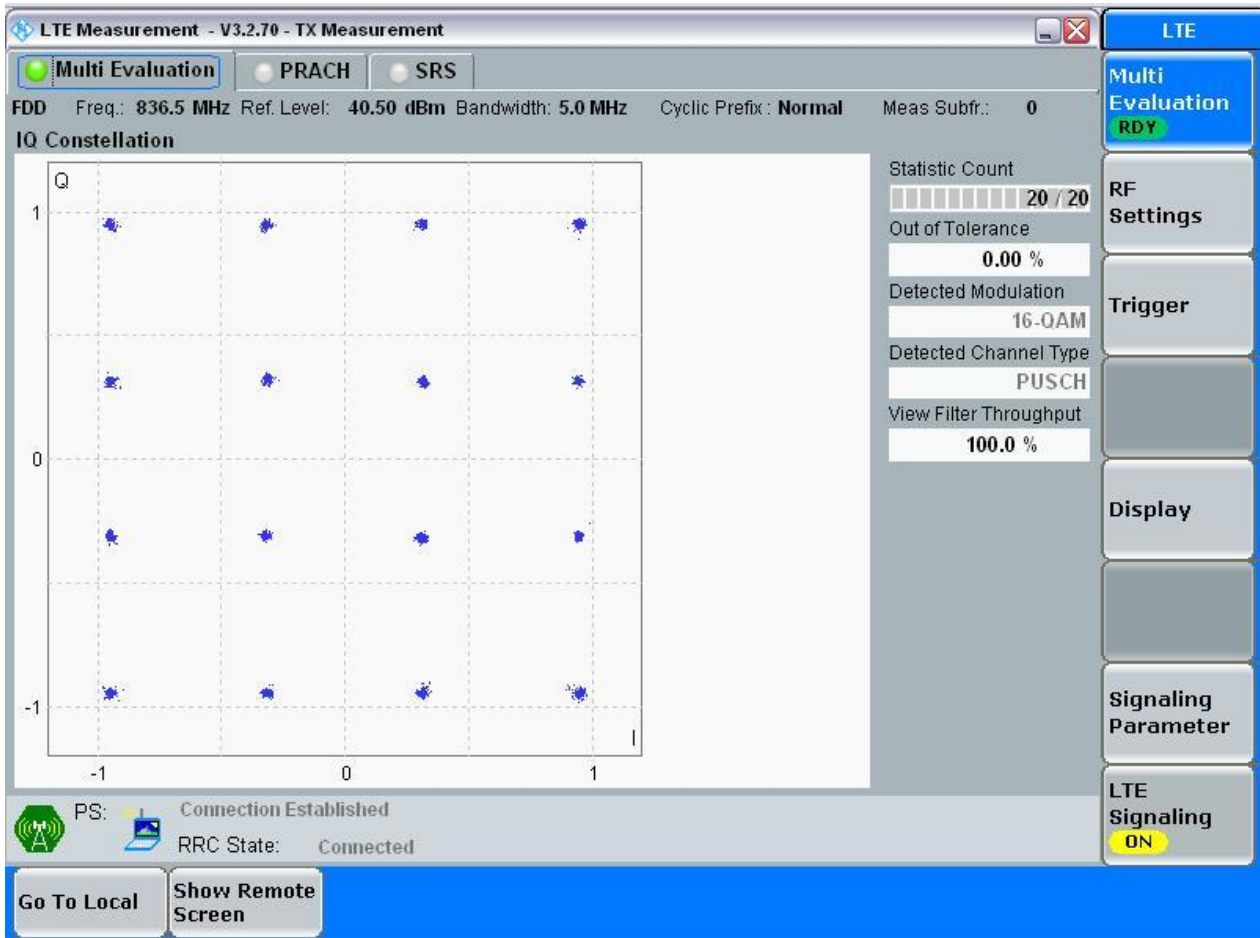 LTE Measurement - V3.2.70 - TX Measurement
LTE
Multi Evaluation PRACH SRS
FDD Freq.: 836.5 MHz Ref. Level: 40.50 dBm Bandwidth: 5.0 MHz Cyclic Prefix : Normal Meas Subfr.: 0
IQ Constellation
Q
1
0
-1
I
-1 0 1
Statistic Count
20 / 20
Out of Tolerance
0.00 %
Detected Modulation
16-QAM
Detected Channel Type
PUSCH
View Filter Throughput
100.0 %
PS: Connection Established
RRC State: Connected
Multi
Evaluation
RDY
RF
Settings
Trigger
Display
Signaling
Parameter
LTE
Signaling
ON
Go To Local
Show Remote
Screen